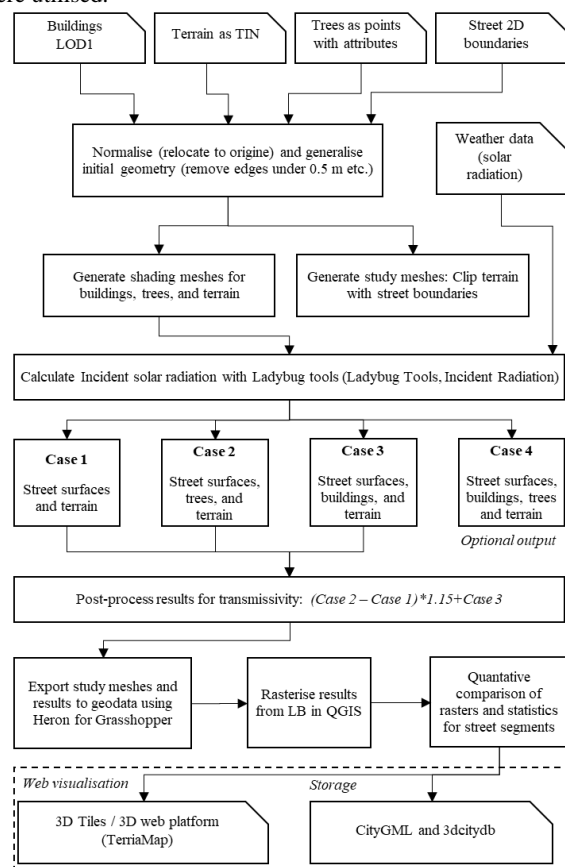 ere utilised.
Buildings
LOD1
Terrain as TIN
Trees as points
with attributes
Street 2D
boundaries
Normalise (relocate to origin) and generalise
initial geometry (remove edges under 0.5 m etc.)
Weather data
(solar
radiation)
Generate shading meshes for
buildings, trees, and terrain
Generate study meshes: Clip terrain
with street boundaries
Calculate Incident solar radiation with Ladybug tools (Ladybug Tools, Incident Radiation)
Case 1
Street surfaces
and terrain
Case 2
Street surfaces,
trees, and
terrain
Case 3
Street surfaces,
buildings, and
terrain
Case 4
Street surfaces,
buildings, trees
and terrain
Optional output
Post-process results for transmissivity: (Case 2 – Case 1)*1.15+Case 3
Export study meshes and
results to geodata using
Heron for Grasshopper
Rasterise results
from LB in QGIS
Quantative
comparison of
rasters and statistics
for street segments
Web visualisation
Storage
3D Tiles / 3D web platform
(TerriaMap)
CityGML and 3dcitydb